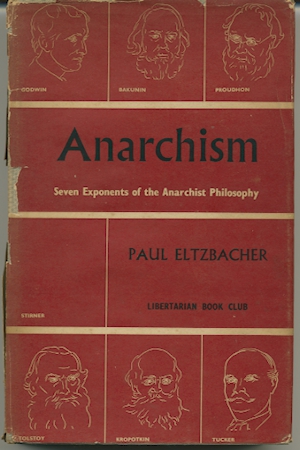 GODWIN BAKUNIN PROUDHON
Anarchism
Seven Exponents of the Anarchist Philosophy
PAUL ELTZBACHER
LIBERTARIAN BOOK CLUB
STIRNER
TOLSTOY KROPOTKIN TUCKER